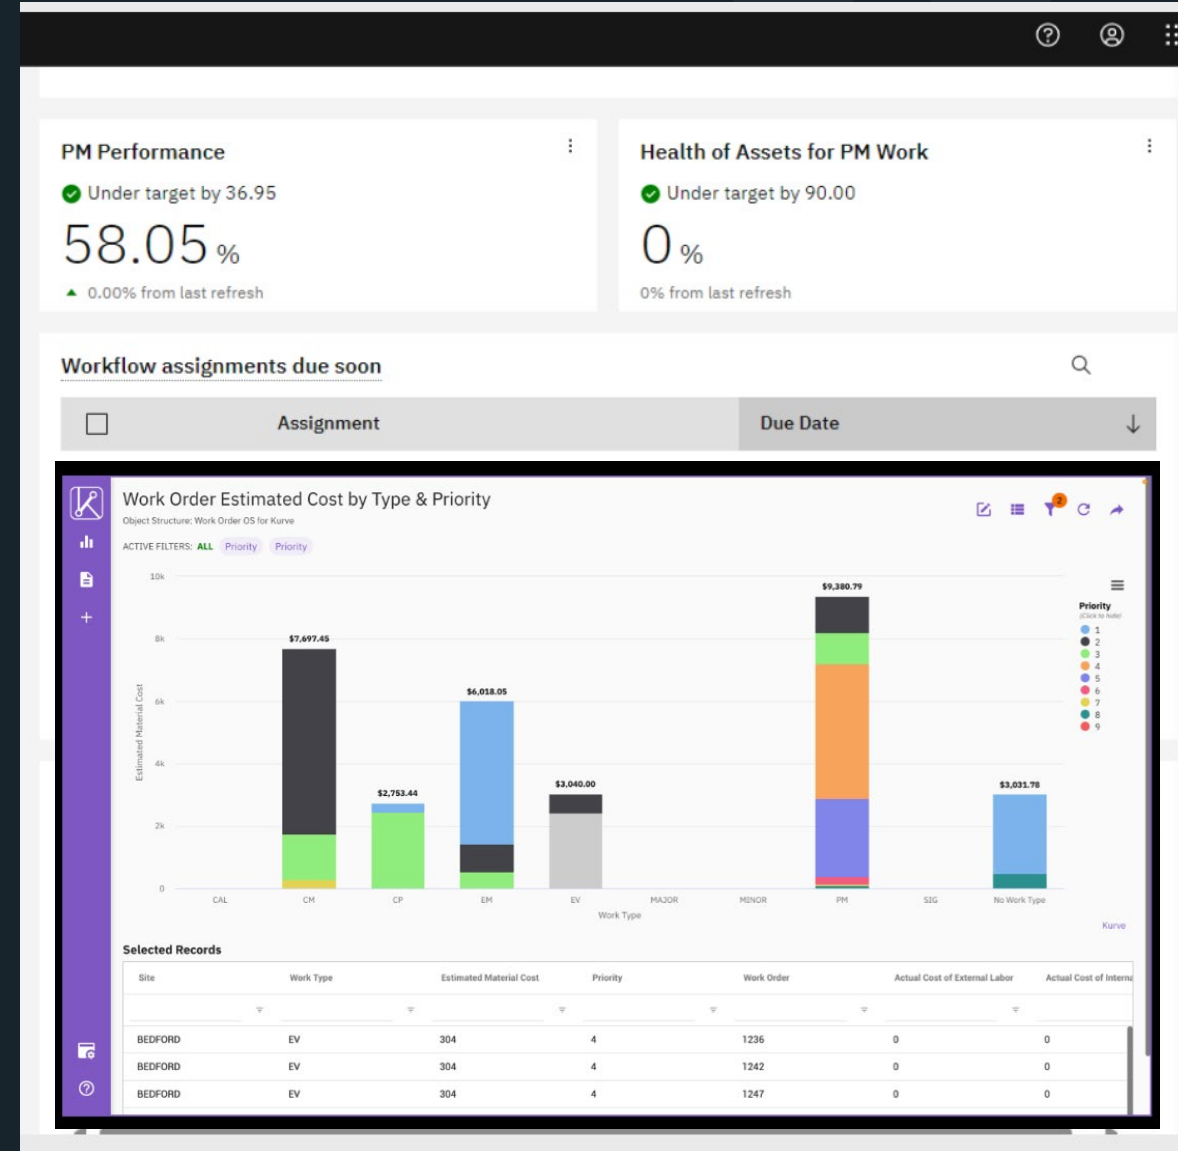 PM Performance
Under target by 36.95
58.05 %
0.00% from last refresh
Health of Assets for PM Work
Under target by 90.00
0 %
0% from last refresh
Workflow assignments due soon
Assignment Due Date
Work Order Estimated Cost by Type & Priority
Object Structure: Work Order OS for Kurve
ACTIVE FILTERS: ALL Priority Priority
2
10k
8k
6k
4k
2k
0
Estimated Material Cost
$7,697.45
$2,753.44
$6,018.05
$3,040.00
$9,380.79
$3,031.78
CAL CM CP EM EV MAJOR MINOR PM SIG No Work Type
Work Type
Priority
(Click to hide)
1
2
3
4
5
6
7
8
9
Kurve
Selected Records
Site Work Type Estimated Material Cost Priority Work Order Actual Cost of External Labor Actual Cost of Interna
BEDFORD EV 304 4 1236 0 0
BEDFORD EV 304 4 1242 0 0
BEDFORD EV 304 4 1247 0 0